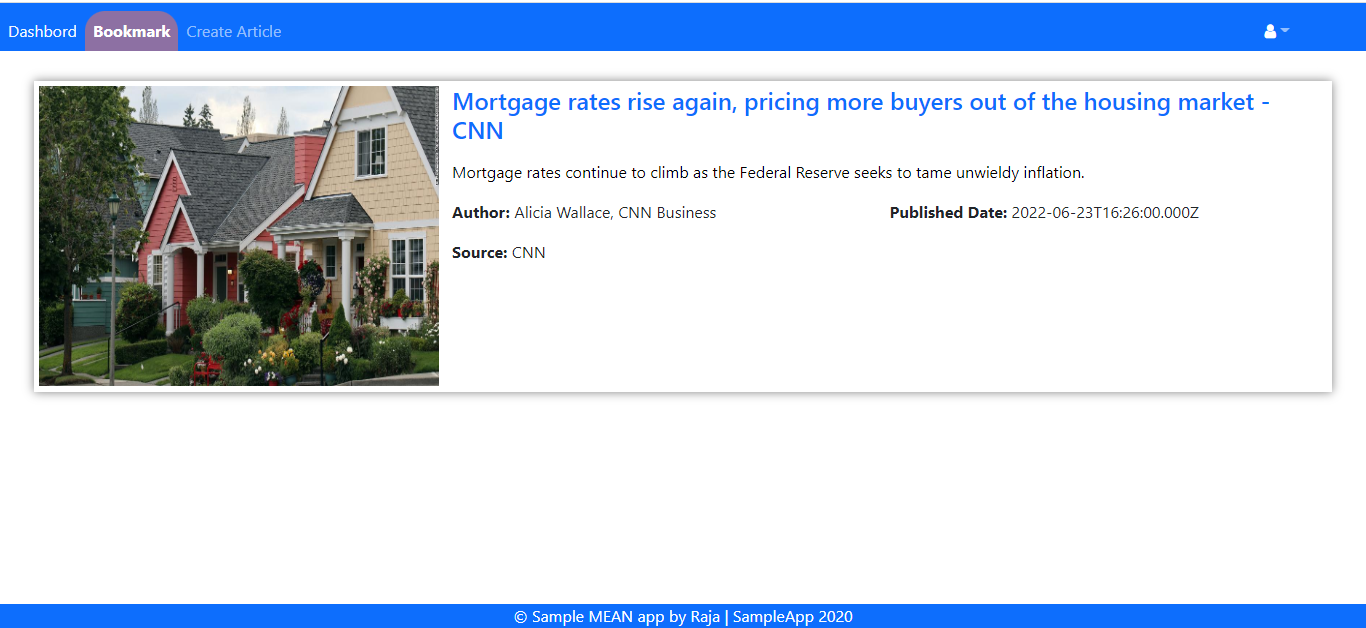 Dashbord Bookmark Create Article
Mortgage rates rise again, pricing more buyers out of the housing market -
CNN
Mortgage rates continue to climb as the Federal Reserve seeks to tame unwieldy inflation.
Author: Alicia Wallace, CNN Business Published Date: 2022-06-23T16:26:00.000Z
Source: CNN
© Sample MEAN app by Raja | SampleApp 2020